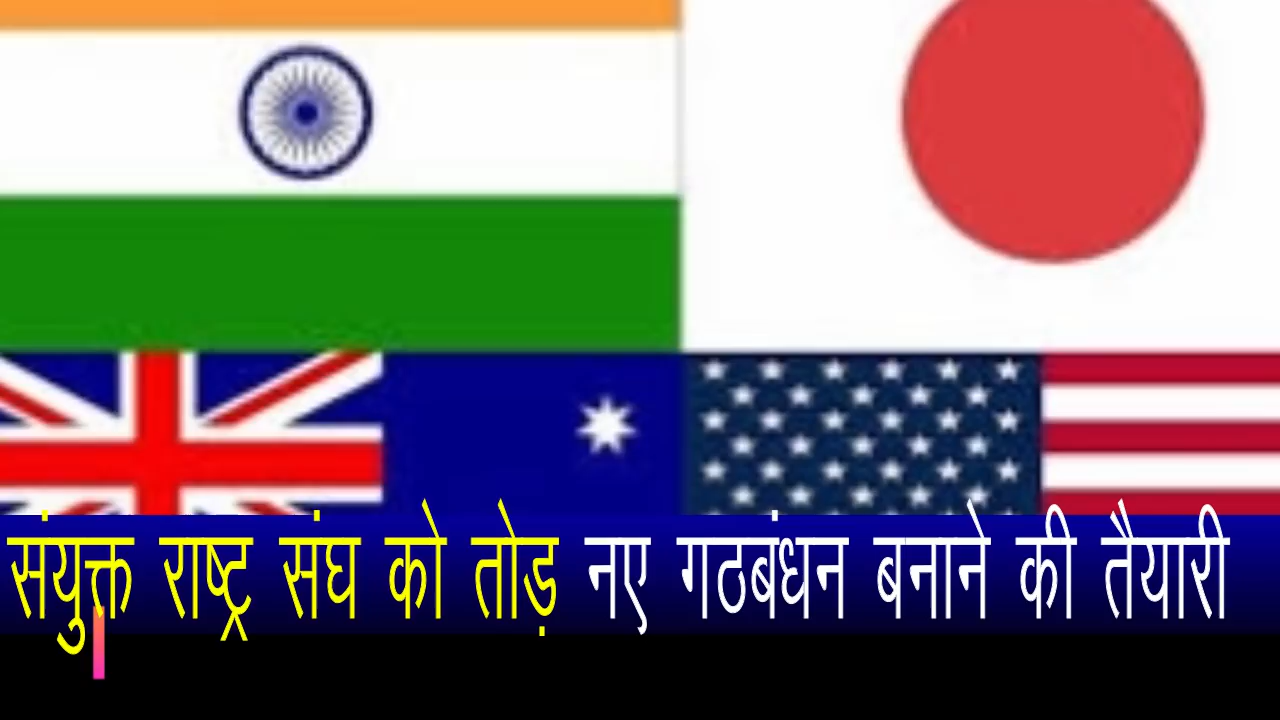 संयुक्त राष्ट्र संघ को तोड़ नए गठबंधन बनाने की तैयारी